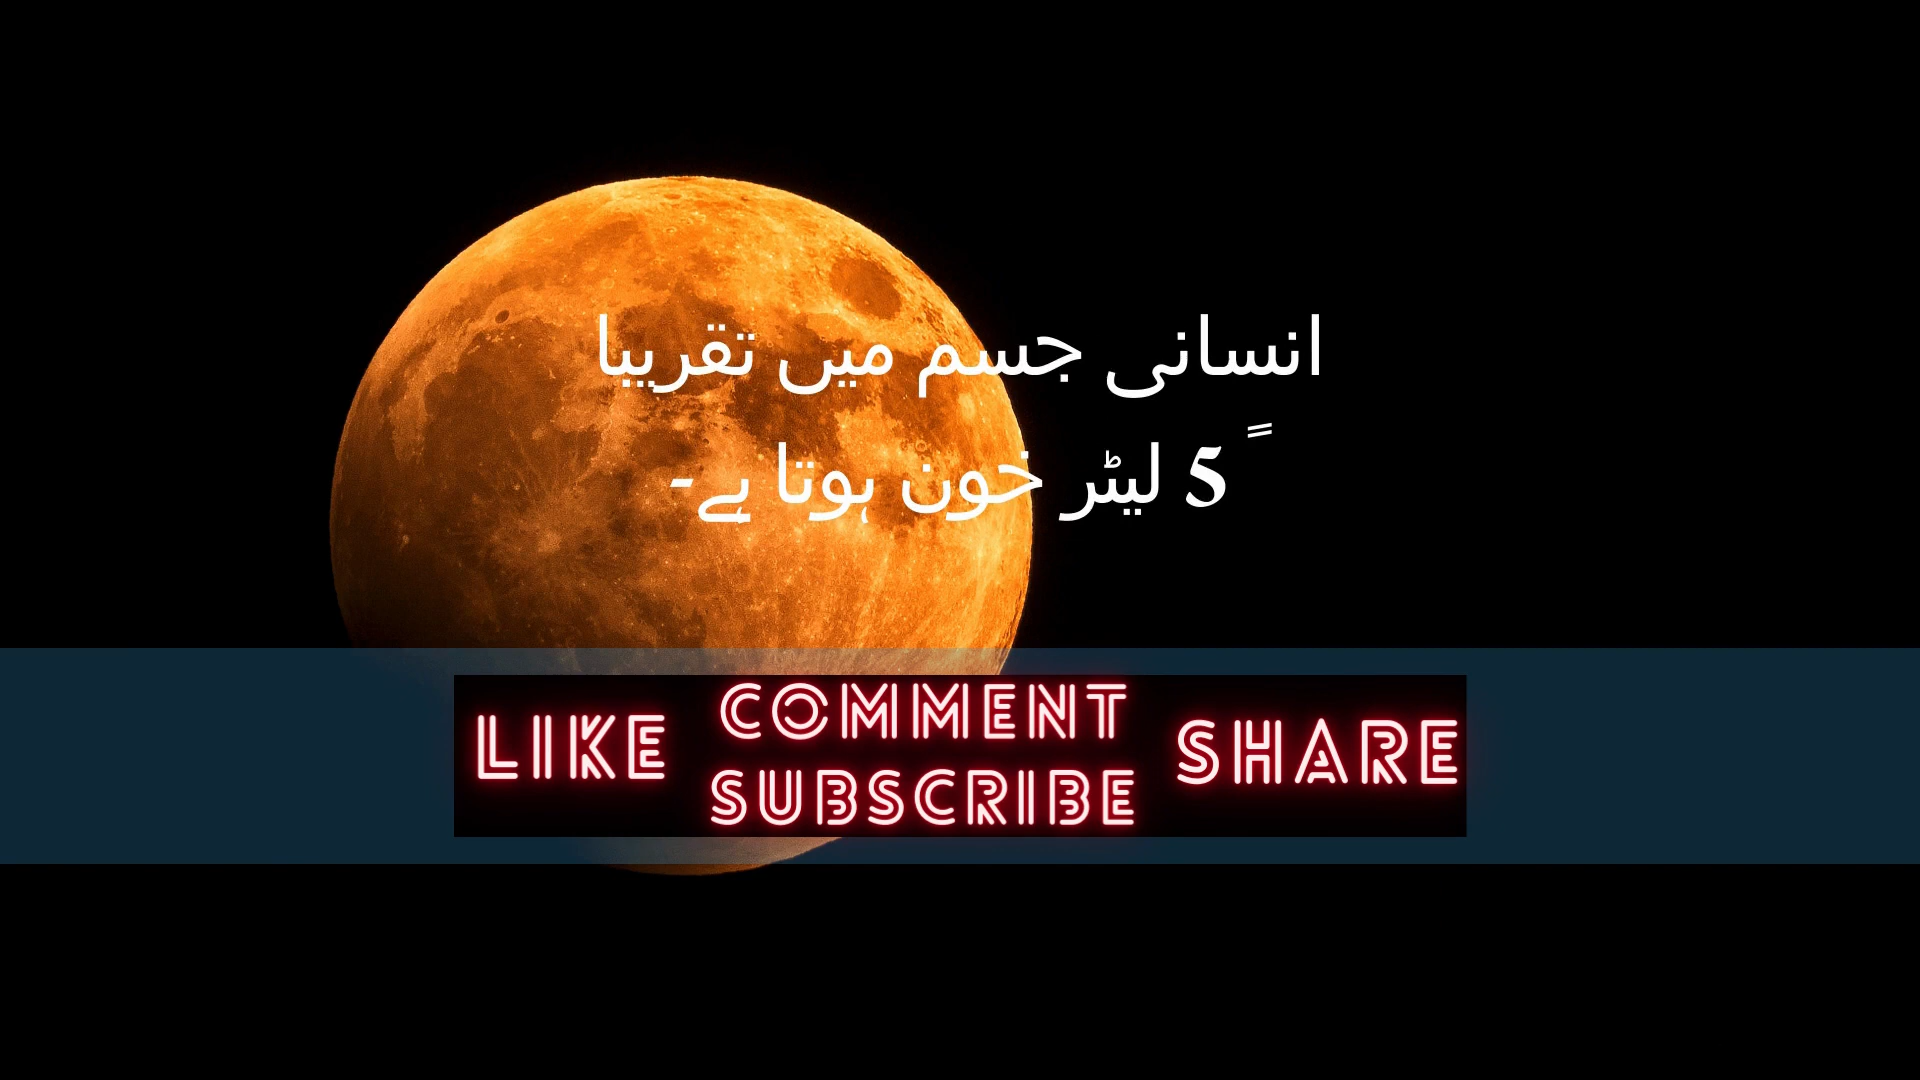 انسانی جسم میں تقریبا
ً 5 لیٹر خون ہوتا ہے۔
LIKE
COMMENT
SUBSCRIBE
SHARE